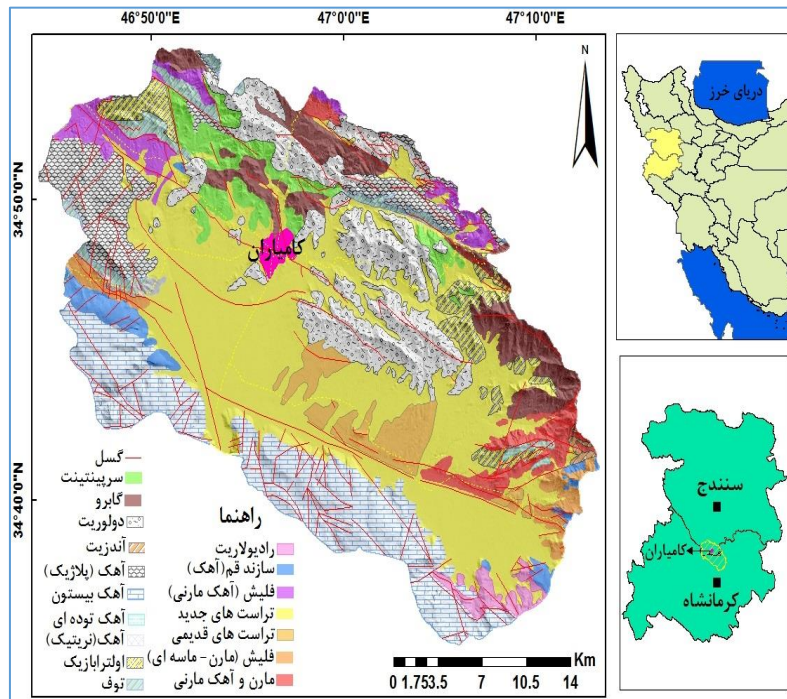 46°50'0"E 47°0'0"E 47°10'0"E
34°50'0"N
34°40'0"N
N
کامیاران
گسل
سرپینتینت
گابرو
دولوریت
آندزیت
آهک (پلاژیک)
آهک بیستون
آهک توده ای
آهک(نریتیک)
اولترابازیک
توف
راهنما
رادیولاریت
سازند قم(آهک)
فلیش (آهک مارنی)
تراست های جدید
تراست های قدیمی
فلیش (مارن- ماسه ای)
مارن و آهک مارنی
0 1.75 3.5 7 10.5 14 Km
دریای خرز
سنندج
کامیاران
کرمانشاه